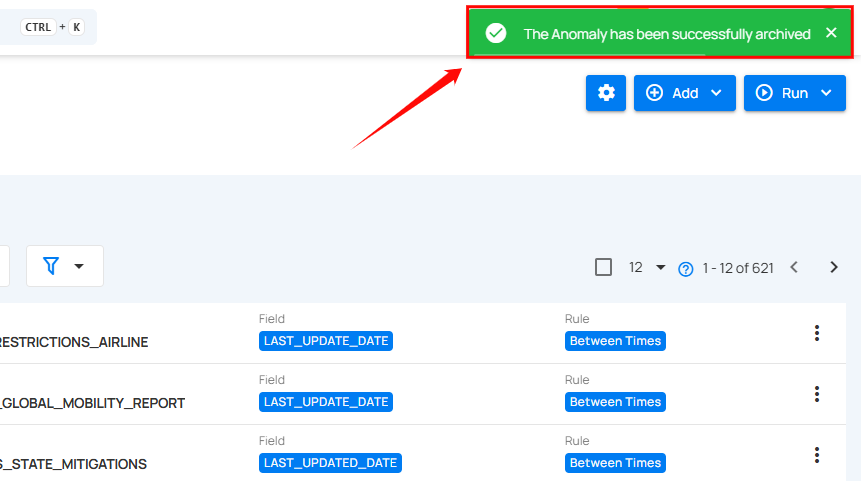 CTRL + K
The Anomaly has been successfully archived
Add
Run
12
1 - 12 of 621
Field
Rule
RESTRICTIONS_AIRLINE
LAST_UPDATE_DATE
Between Times
Field
Rule
_GLOBAL_MOBILITY_REPORT
LAST_UPDATE_DATE
Between Times
Field
Rule
S_STATE_MITIGATIONS
LAST_UPDATED_DATE
Between Times